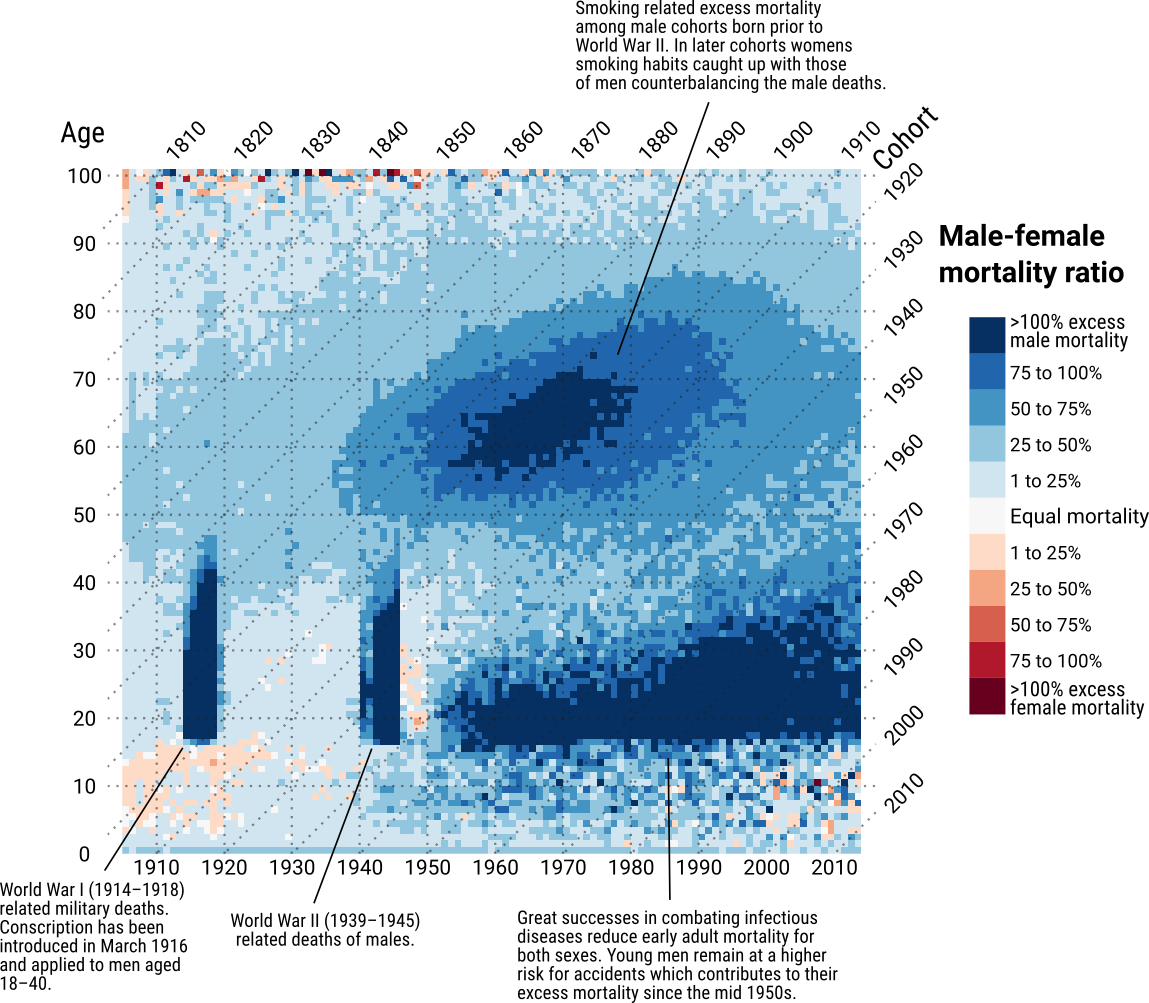 Smoking related excess mortality
among male cohorts born prior to
World War II. In later cohorts womens
smoking habits caught up with those
of men counterbalancing the male deaths.
Age
1810 1820 1830 1840 1850 1860 1870 1880 1890 1900 1910
Cohort
1920
1930
1940
1950
1960
1970
1980
1990
2000
2010
100
90
80
70
60
50
40
30
20
10
0
1910 1920 1930 1940 1950 1960 1970 1980 1990 2000 2010
Male-female
mortality ratio
>100% excess
male mortality
75 to 100%
50 to 75%
25 to 50%
1 to 25%
Equal mortality
1 to 25%
25 to 50%
50 to 75%
75 to 100%
>100% excess
female mortality
World War I (1914–1918)
related military deaths.
Conscription has been
introduced in March 1916
and applied to men aged
18–40.
World War II (1939–1945)
related deaths of males.
Great successes in combating infectious
diseases reduce early adult mortality for
both sexes. Young men remain at a higher
risk for accidents which contributes to their
excess mortality since the mid 1950s.